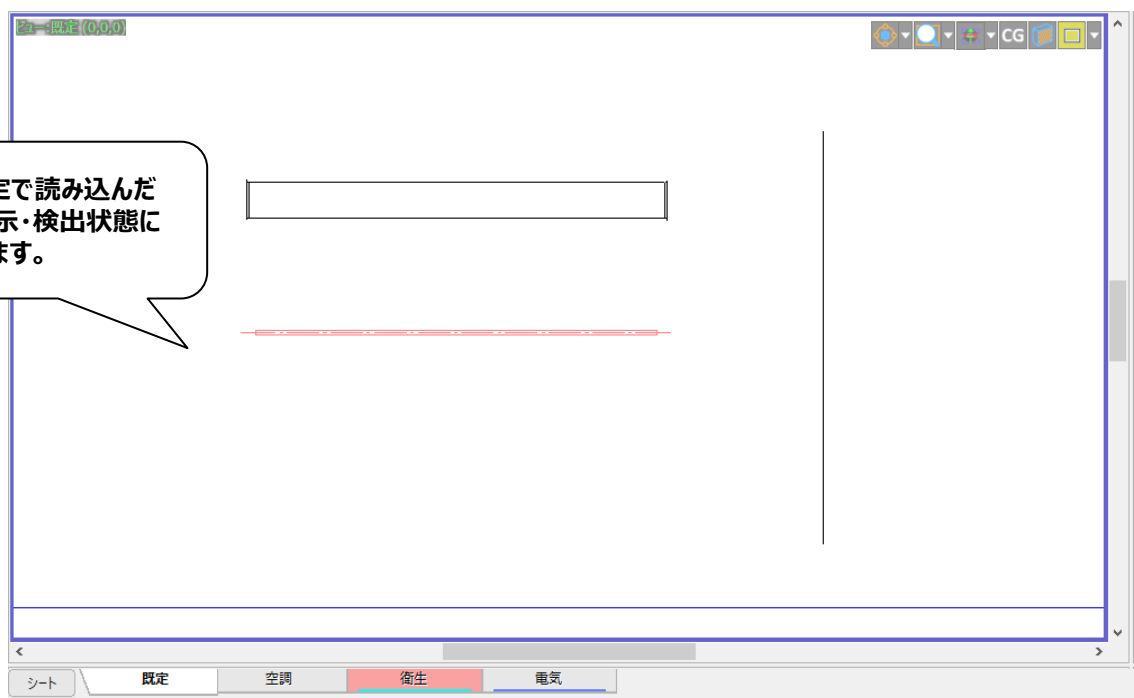 ビュー:既定 (0,0,0)
CG
定で読み込んだ
示・検出状態に
ます。
シート
既定
空調
衛生
電気